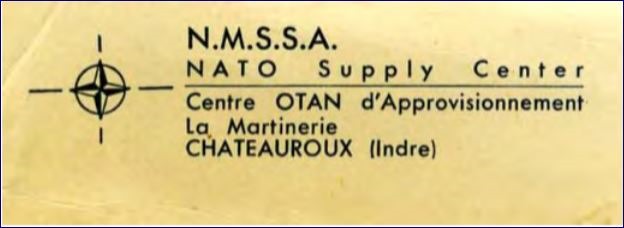 N.M.S.S.A.
NATO Supply Center
Centre OTAN d'Approvisionnement
La Martinerie
CHATEAUROUX (Indre)